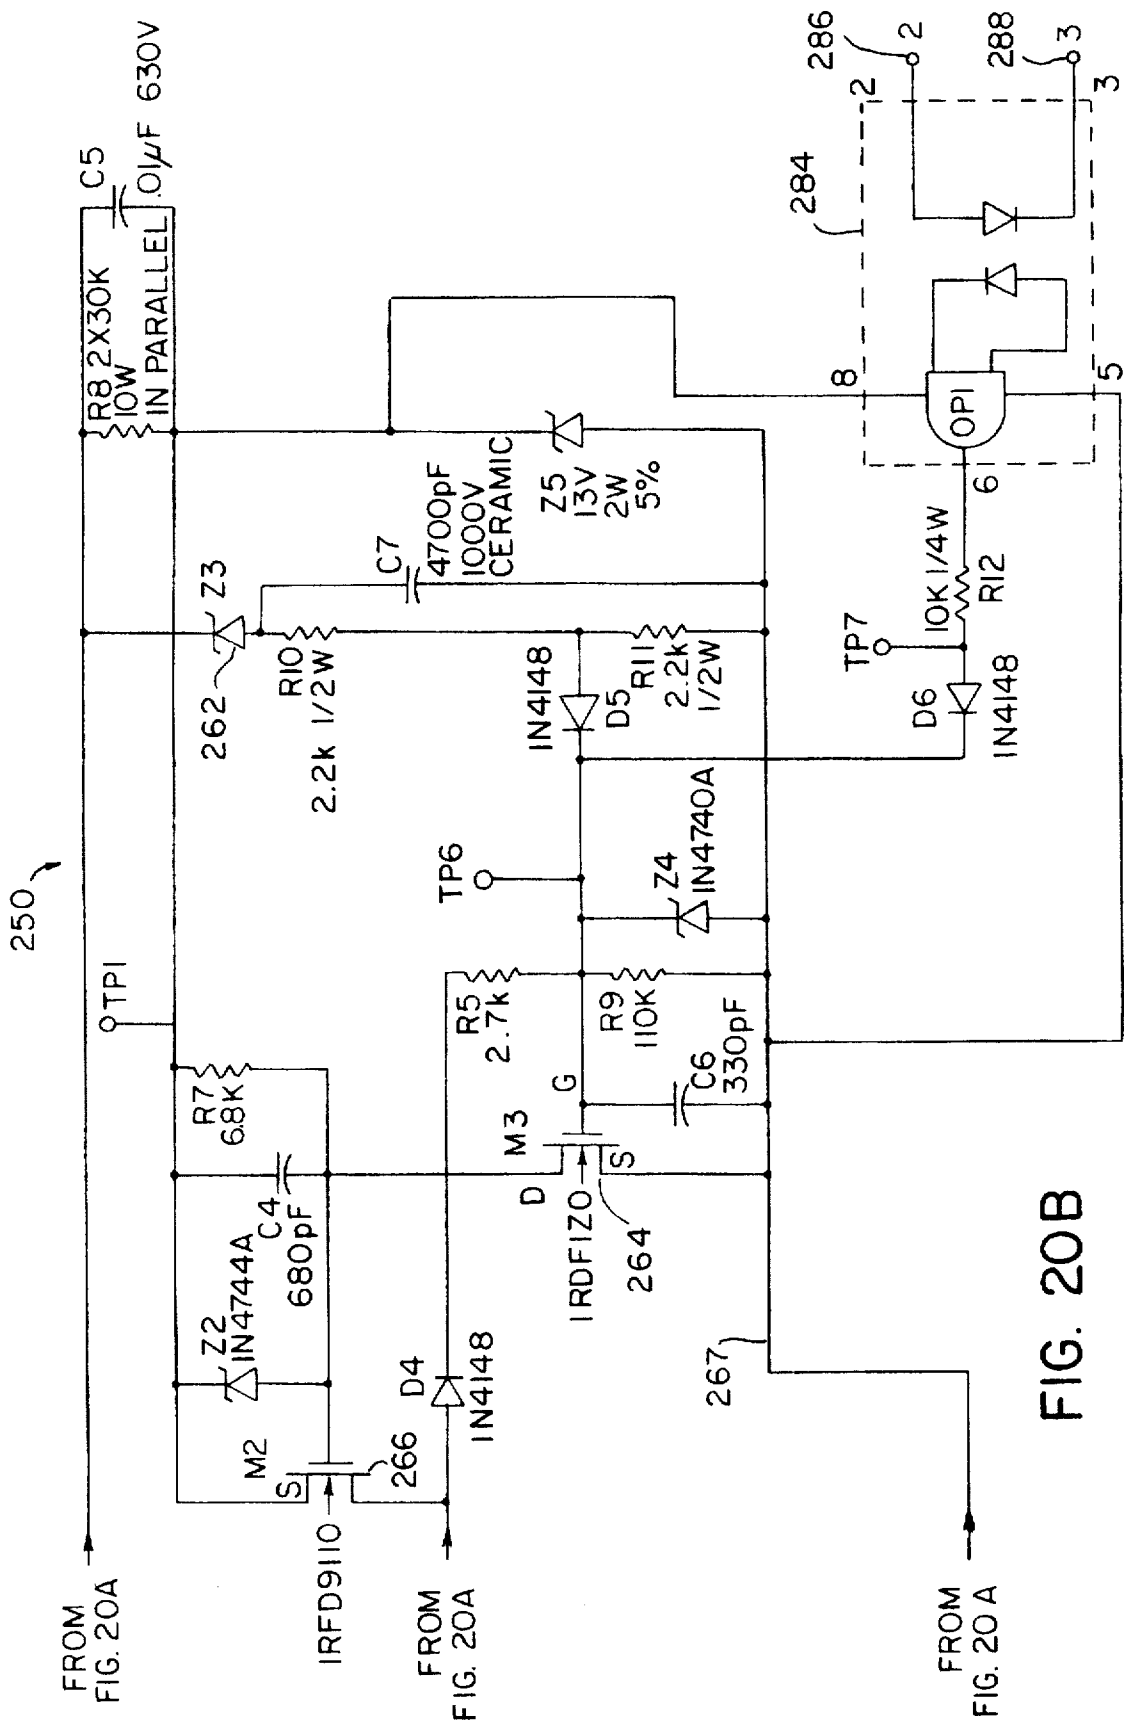 250
FROM
FIG. 20A
TP1
R8 2X30K
10W
IN PARALLEL
C5
.01µF 630V
R7
6.8K
C4
680pF
Z2
1N4744A
M2
S
266
IRFD9110
FROM
FIG. 20A
D4
1N4148
D
M3
G
S
IRDF1Z0
264
R5
2.7k
R9
110K
C6
330pF
TP6
Z4
1N4740A
262
Z3
R10
2.2k 1/2W
1N4148
D5
R11
2.2k
1/2W
C7
4700pF
1000V
CERAMIC
Z5
13V
2W
5%
267
FROM
FIG. 20A
TP7
D6
1N4148
10K 1/4W
R12
6
8
5
OP1
284
2
3
286
2
288
3
FIG. 20B